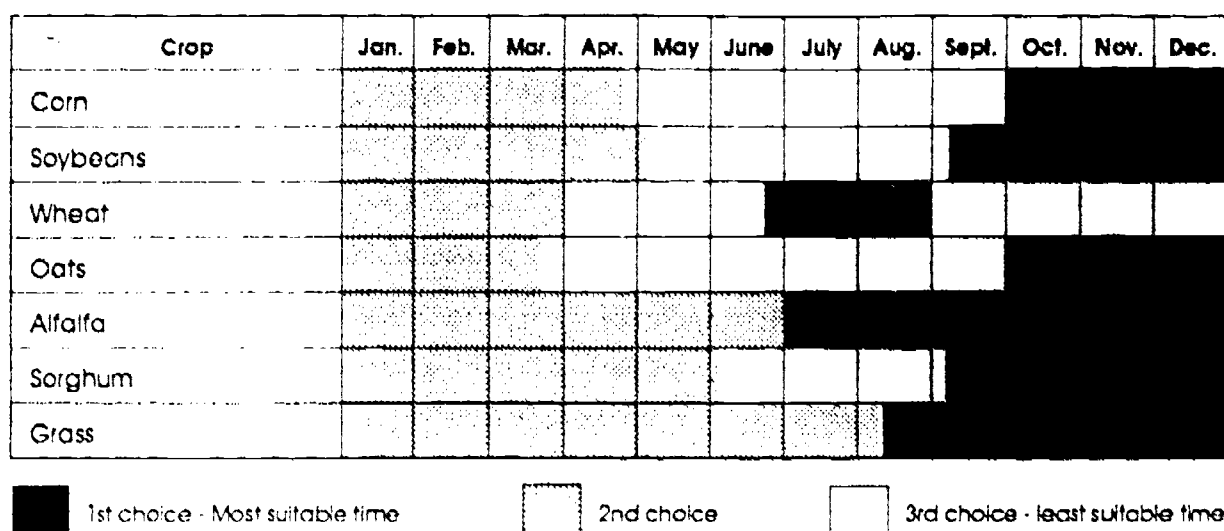 Crop Jan. Feb. Mar. Apr. May June July Aug. Sept. Oct. Nov. Dec.
Corn
Soybeans
Wheat
Oats
Alfalfa
Sorghum
Grass
1st choice - Most suitable time 2nd choice 3rd choice - least suitable time